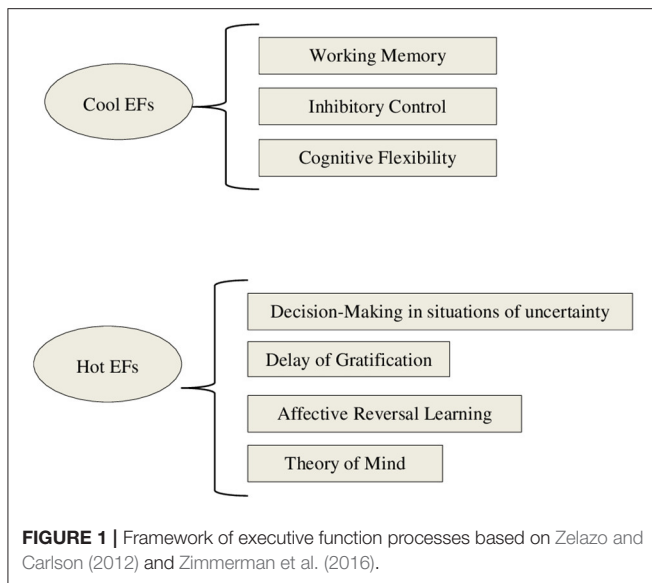 Cool EFs
Working Memory
Inhibitory Control
Cognitive Flexibility
Hot EFs
Decision-Making in situations of uncertainty
Delay of Gratification
Affective Reversal Learning
Theory of Mind
FIGURE 1 | Framework of executive function processes based on Zelazo and
Carlson (2012) and Zimmerman et al. (2016).